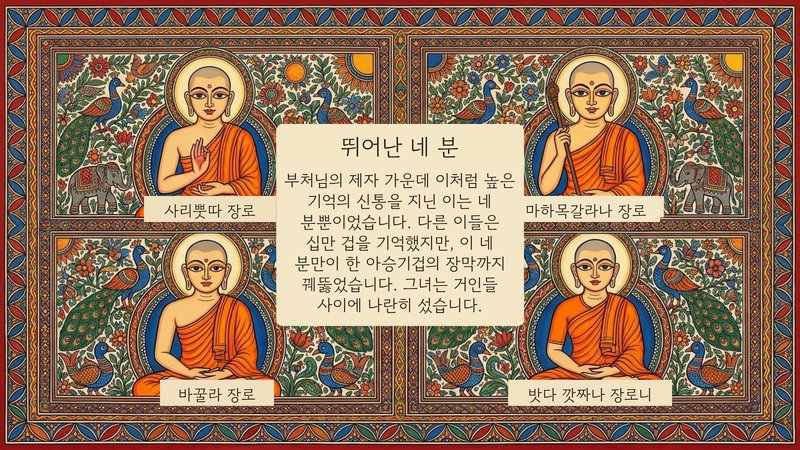 뛰어난 네 분
부처님의 제자 가운데 이처럼 높은
기억의 신통을 지닌 이는 네
분뿐이었습니다. 다른 이들은
십만 겁을 기억했지만, 이 네
분만이 한 아승기겁의 장막까지
꿰뚫었습니다. 그녀는 거인들
사이에 나란히 섰습니다.
사리뿟따 장로
마하목갈라나 장로
바꿀라 장로
밧다 깟짜나 장로니